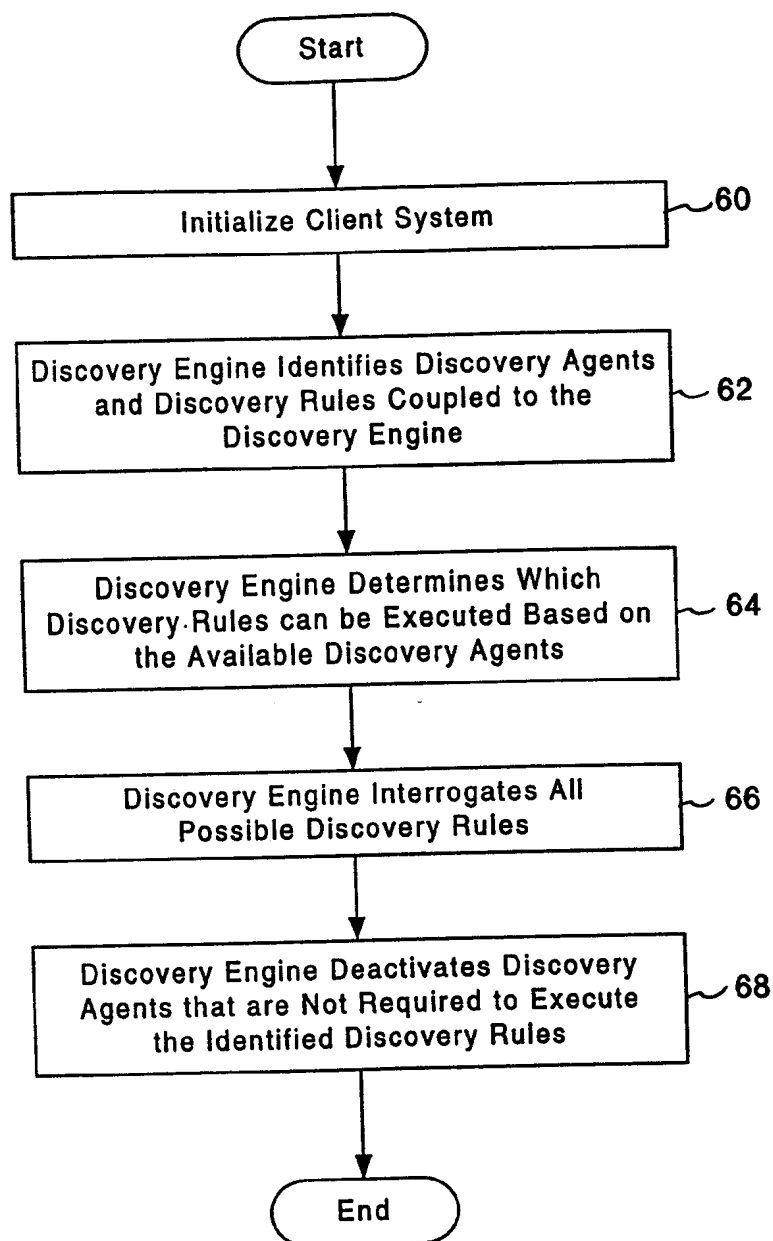 Start
Initialize Client System
60
Discovery Engine Identifies Discovery Agents
and Discovery Rules Coupled to the
Discovery Engine
62
Discovery Engine Determines Which
Discovery Rules can be Executed Based on
the Available Discovery Agents
64
Discovery Engine Interrogates All
Possible Discovery Rules
66
Discovery Engine Deactivates Discovery
Agents that are Not Required to Execute
the Identified Discovery Rules
68
End